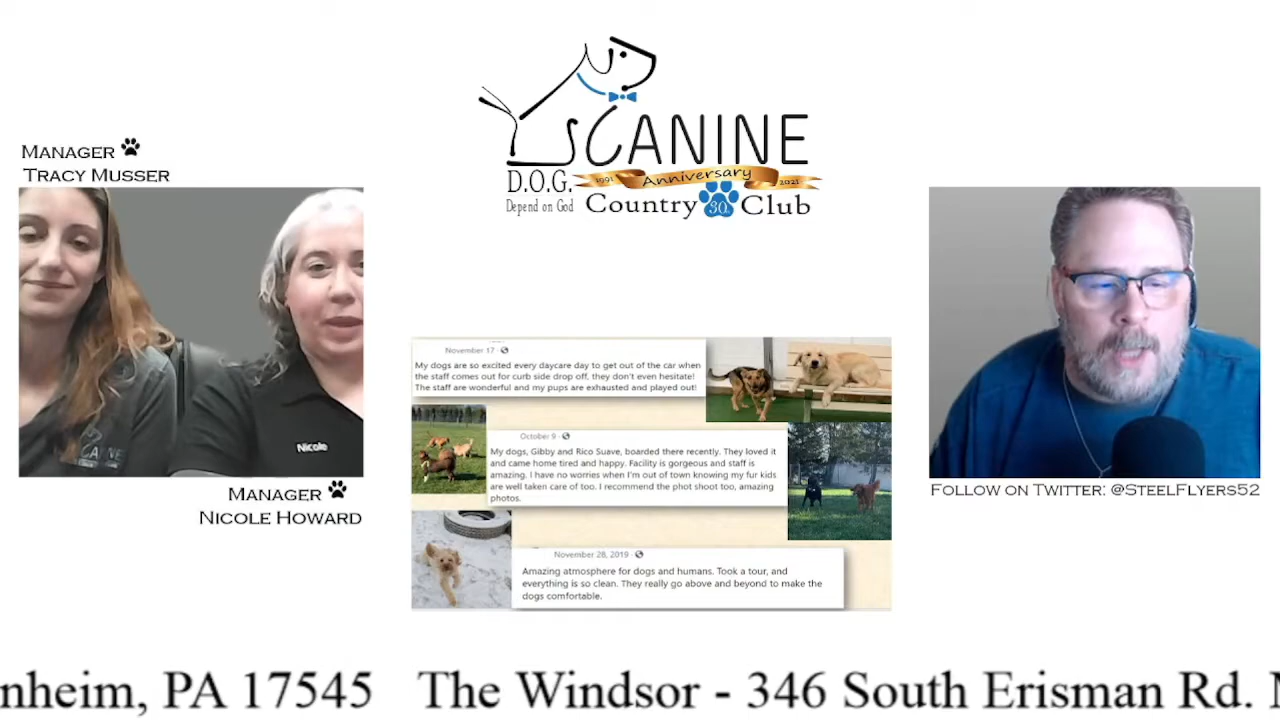 MANAGER
TRACY MUSSER
CANINE
D.O.G.
1991 Anniversary 2021
Depend on God
Country 30 Club
Nicole
MANAGER
NICOLE HOWARD
FOLLOW ON TWITTER: @STEELFLYERS52
November 17 ·
My dogs are so excited every daycare day to get out of the car when
the staff comes out for curb side drop off, they don't even hesitate!
The staff are wonderful and my pups are exhausted and played out!
October 9 ·
My dogs, Gibby and Rico Suave, boarded there recently. They loved it
and came home tired and happy. Facility is gorgeous and staff is
amazing. I have no worries when I'm out of town knowing my fur kids
are well taken care of too. I recommend the phot shoot too, amazing
photos.
November 28, 2019 ·
Amazing atmosphere for dogs and humans. Took a tour, and
everything is so clean. They really go above and beyond to make the
dogs comfortable.
nheim, PA 17545 The Windsor - 346 South Erisman Rd.